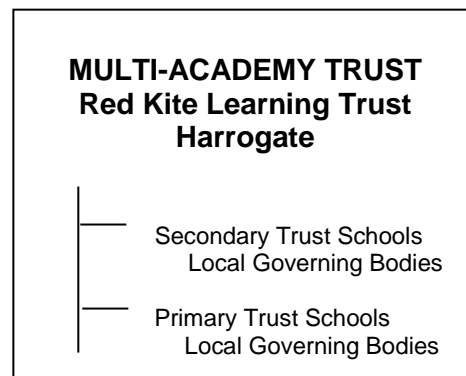 MULTI-ACADEMY TRUST
Red Kite Learning Trust
Harrogate
Secondary Trust Schools
Local Governing Bodies
Primary Trust Schools
Local Governing Bodies